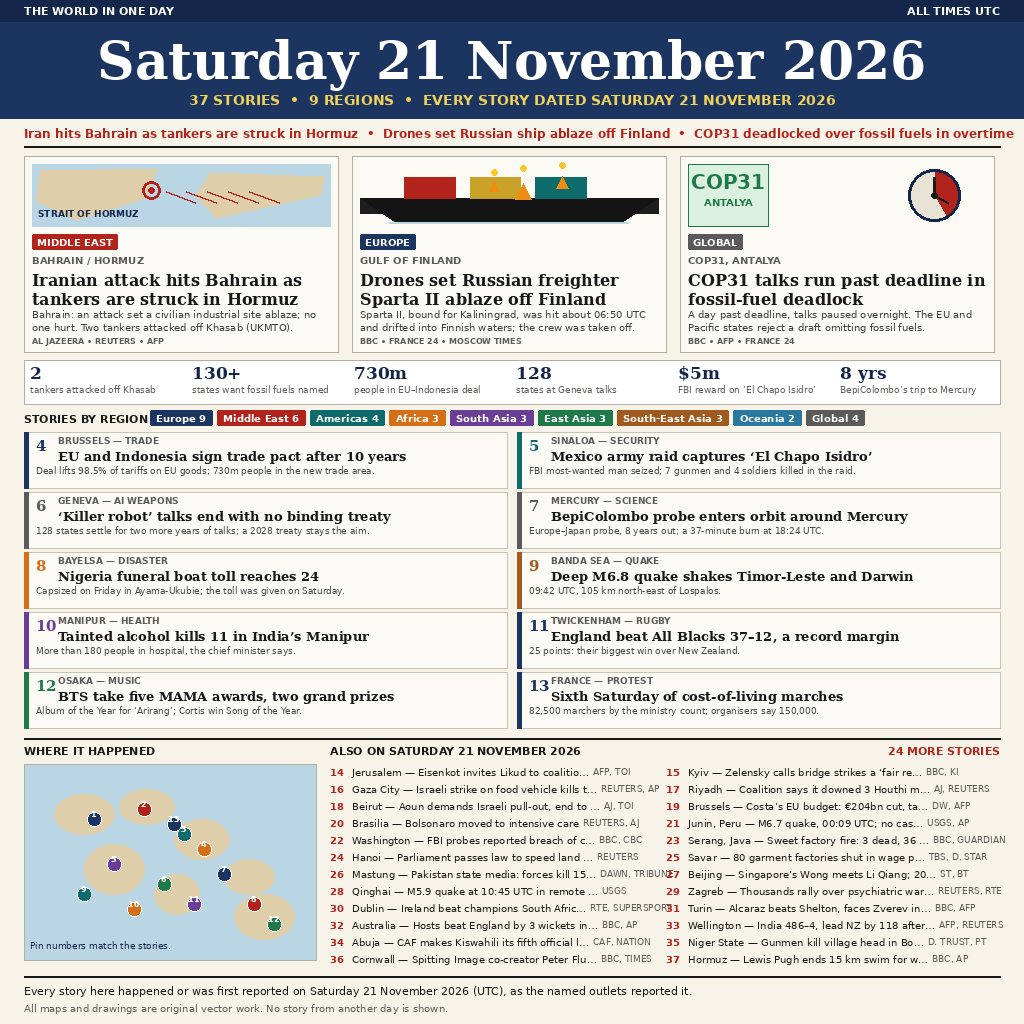 THE WORLD IN ONE DAY
ALL TIMES UTC
Saturday 21 November 2026
37 STORIES • 9 REGIONS • EVERY STORY DATED SATURDAY 21 NOVEMBER 2026
Iran hits Bahrain as tankers are struck in Hormuz • Drones set Russian ship ablaze off Finland • COP31 deadlocked over fossil fuels in overtime
STRAIT OF HORMUZ
MIDDLE EAST
BAHRAIN / HORMUZ
Iranian attack hits Bahrain as
tankers are struck in Hormuz
Bahrain: an attack set a civilian industrial site ablaze; no
one hurt. Two tankers attacked off Khasab (UKMTO).
AL JAZEERA • REUTERS • AFP
EUROPE
GULF OF FINLAND
Drones set Russian freighter
Sparta II ablaze off Finland
Sparta II, bound for Kaliningrad, was hit about 06:50 UTC
and drifted into Finnish waters; the crew was taken off.
BBC • FRANCE 24 • MOSCOW TIMES
COP31
ANTALYA
GLOBAL
COP31, ANTALYA
COP31 talks run past deadline in
fossil-fuel deadlock
A day past deadline, talks paused overnight. The EU and
Pacific states reject a draft omitting fossil fuels.
BBC • AFP • FRANCE 24
2
tankers attacked off Khasab
130+
states want fossil fuels named
730m
people in EU–Indonesia deal
128
states at Geneva talks
$5m
FBI reward on ‘El Chapo Isidro’
8 yrs
BepiColombo’s trip to Mercury
STORIES BY REGION
Europe 9
Middle East 6
Americas 4
Africa 3
South Asia 3
East Asia 3
South-East Asia 3
Oceania 2
Global 4
4 BRUSSELS — TRADE
EU and Indonesia sign trade pact after 10 years
Deal lifts 98.5% of tariffs on EU goods; 730m people in the new trade area.
5 SINALOA — SECURITY
Mexico army raid captures ‘El Chapo Isidro’
FBI most-wanted man seized; 7 gunmen and 4 soldiers killed in the raid.
6 GENEVA — AI WEAPONS
‘Killer robot’ talks end with no binding treaty
128 states settle for two more years of talks; a 2028 treaty stays the aim.
7 MERCURY — SCIENCE
BepiColombo probe enters orbit around Mercury
Europe–Japan probe, 8 years out; a 37-minute burn at 18:24 UTC.
8 BAYELSA — DISASTER
Nigeria funeral boat toll reaches 24
Capsized on Friday in Ayama-Ukubie; the toll was given on Saturday.
9 BANDA SEA — QUAKE
Deep M6.8 quake shakes Timor-Leste and Darwin
09:42 UTC, 105 km north-east of Lospalos.
10 MANIPUR — HEALTH
Tainted alcohol kills 11 in India’s Manipur
More than 180 people in hospital, the chief minister says.
11 TWICKENHAM — RUGBY
England beat All Blacks 37–12, a record margin
25 points: their biggest win over New Zealand.
12 OSAKA — MUSIC
BTS take five MAMA awards, two grand prizes
Album of the Year for ‘Arirang’; Cortis win Song of the Year.
13 FRANCE — PROTEST
Sixth Saturday of cost-of-living marches
82,500 marchers by the ministry count; organisers say 150,000.
WHERE IT HAPPENED
Pin numbers match the stories.
ALSO ON SATURDAY 21 NOVEMBER 2026
24 MORE STORIES
14 Jerusalem — Eisenkot invites Likud to coalitio... AFP, TOI
15 Kyiv — Zelensky calls bridge strikes a ‘fair re... BBC, KI
16 Gaza City — Israeli strike on food vehicle kills t... REUTERS, AP
17 Riyadh — Coalition says it downed 3 Houthi m... AJ, REUTERS
18 Beirut — Aoun demands Israeli pull-out, end to ... AJ, TOI
19 Brussels — Costa’s EU budget: €204bn cut, ta... DW, AFP
20 Brasilia — Bolsonaro moved to intensive care REUTERS, AJ
21 Junin, Peru — M6.7 quake, 00:09 UTC; no cas... USGS, AP
22 Washington — FBI probes reported breach of c... BBC, CBC
23 Serang, Java — Sweet factory fire: 3 dead, 36 ... BBC, GUARDIAN
24 Hanoi — Parliament passes law to speed land ... REUTERS
25 Savar — 80 garment factories shut in wage p... TBS, D. STAR
26 Mastung — Pakistan state media: forces kill 15... DAWN, TRIBUNE
27 Beijing — Singapore’s Wong meets Li Qiang; 20... ST, BT
28 Qinghai — M5.9 quake at 10:45 UTC in remote ... USGS
29 Zagreb — Thousands rally over psychiatric war... REUTERS, RTE
30 Dublin — Ireland beat champions South Afric... RTE, SUPERSPORT
31 Turin — Alcaraz beats Shelton, faces Zverev in... BBC, AFP
32 Australia — Hosts beat England by 3 wickets in... BBC, AP
33 Wellington — India 486–4, lead NZ by 118 after... AFP, REUTERS
34 Abuja — CAF makes Kiswahili its fifth official l... CAF, NATION
35 Niger State — Gunmen kill village head in Bo... D. TRUST, PT
36 Cornwall — Spitting Image co-creator Peter Flu... BBC, TIMES
37 Hormuz — Lewis Pugh ends 15 km swim for w... BBC, AP
Every story here happened or was first reported on Saturday 21 November 2026 (UTC), as the named outlets reported it.
All maps and drawings are original vector work. No story from another day is shown.